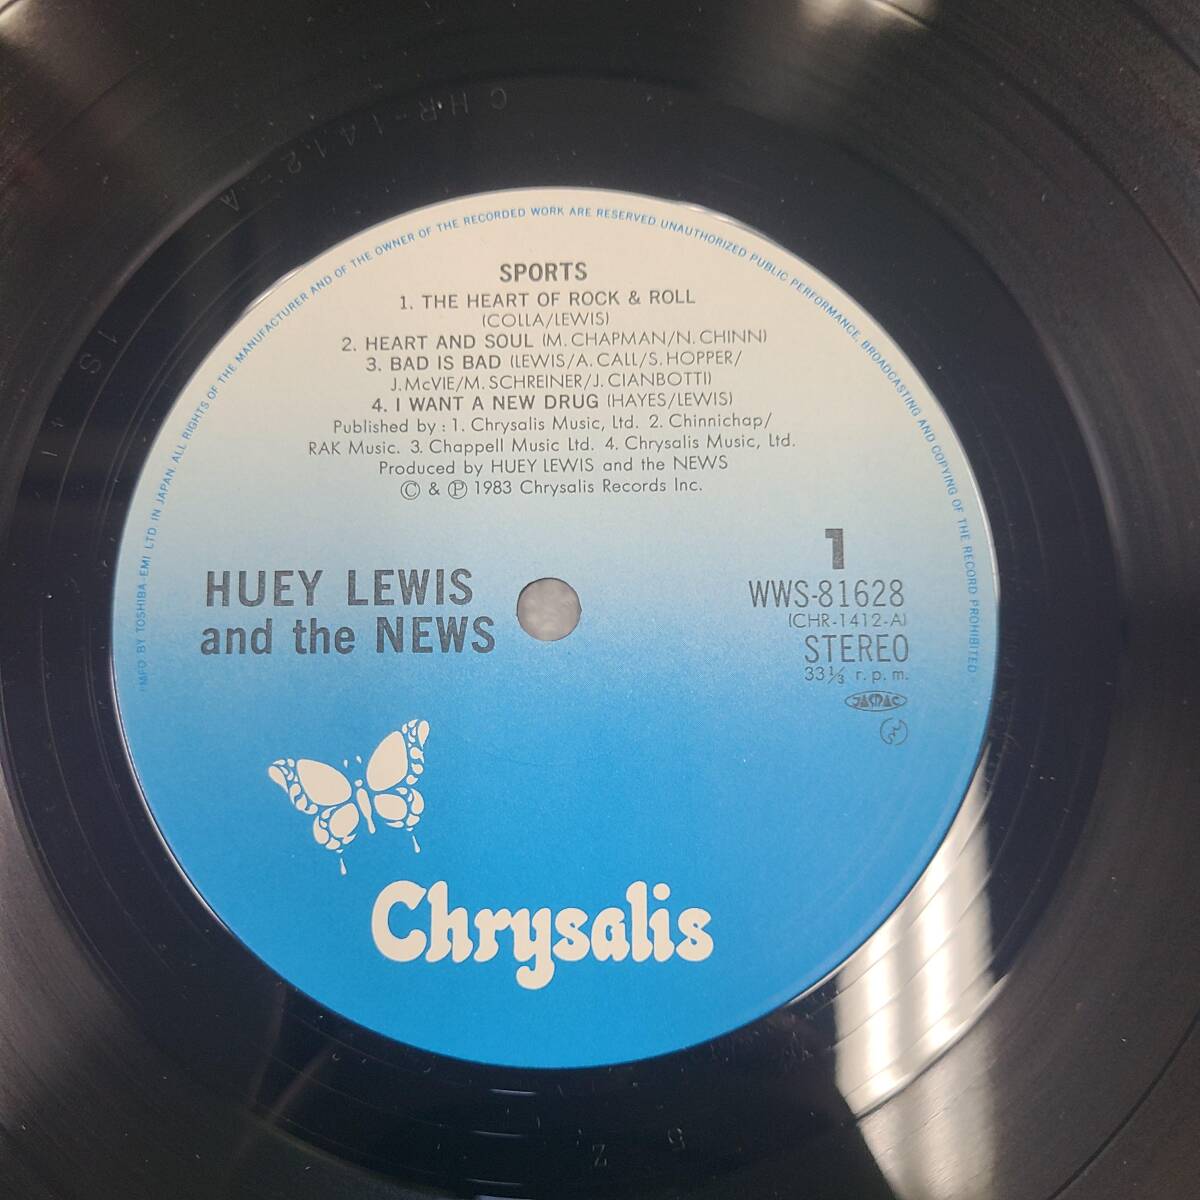 MFD. BY TOSHIBA-EMI LTD. IN JAPAN. ALL RIGHTS OF THE MANUFACTURER AND OF THE OWNER OF THE RECORDED WORK ARE RESERVED UNAUTHORIZED PUBLIC PERFORMANCE, BROADCASTING AND COPYING OF THE RECORD PROHIBITED
SPORTS
1. THE HEART OF ROCK & ROLL
(COLLA/LEWIS)
2. HEART AND SOUL (M. CHAPMAN/N. CHINN)
3. BAD IS BAD (LEWIS/A. CALL/S. HOPPER/
J. McVIE/M. SCHREINER/J. CIANBOTTI)
4. I WANT A NEW DRUG (HAYES/LEWIS)
Published by : 1. Chrysalis Music, Ltd. 2. Chinnichap/
RAK Music. 3. Chappell Music Ltd. 4. Chrysalis Music, Ltd.
Produced by HUEY LEWIS and the NEWS
Ⓒ & Ⓟ 1983 Chrysalis Records Inc.
HUEY LEWIS
and the NEWS
1
WWS-81628
(CHR-1412-A)
STEREO
33⅓ r.p.m.
JASRAC
Chrysalis
CHR-1412-A
1S